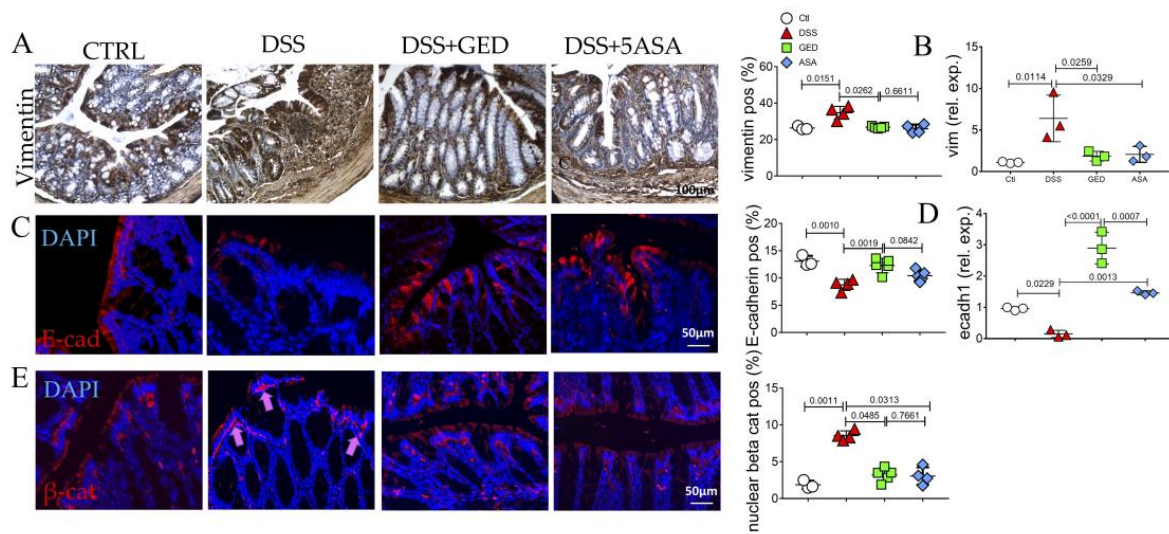 A
CTRL
DSS
DSS+GED
DSS+5ASA
Vimentin
100μm
C
DAPI
E-cad
50μm
E
DAPI
β-cat
50μm
Ctl
DSS
GED
ASA
vimentin pos (%)
60
40
20
0
0.0151
0.0262
0.6611
B
vim (rel. exp.)
15
10
5
0
0.0114
0.0259
0.0329
Ctl
DSS
GED
ASA
E-cadherin pos (%)
20
15
10
5
0
0.0010
0.0019
0.0842
D
ecadh1 (rel. exp.)
4
3
2
1
0
0.0229
<0.0001
0.0007
0.0013
nuclear beta cat pos (%)
15
10
5
0
0.0011
0.0313
0.0485
0.7661